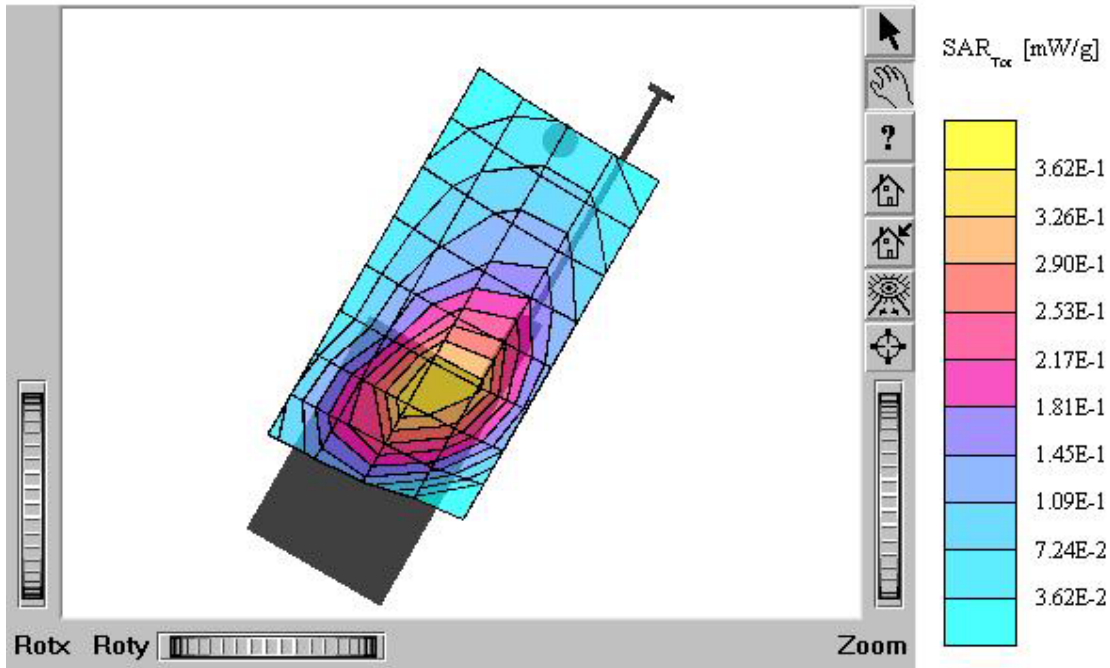 SAR_Tot [mW/g]
?
3.62E-1
3.26E-1
2.90E-1
2.53E-1
2.17E-1
1.81E-1
1.45E-1
1.09E-1
7.24E-2
3.62E-2
Rotx Roty Zoom